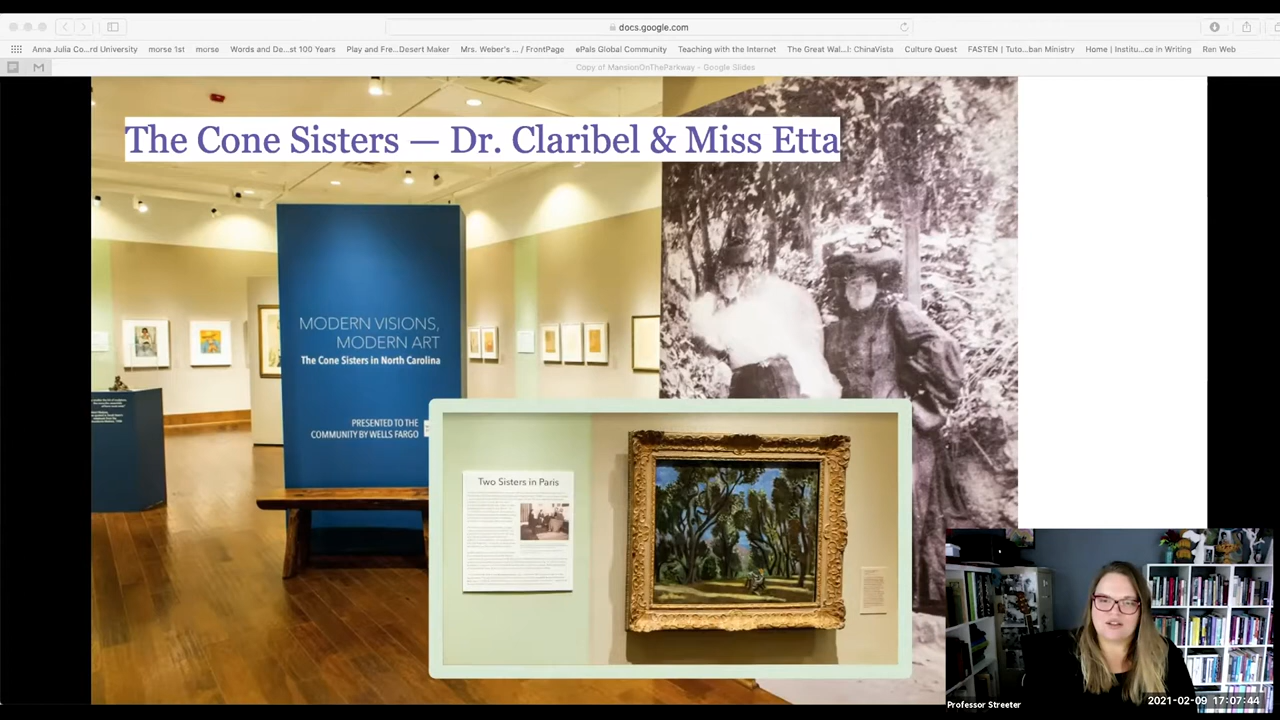 docs.google.com
Anna Julia Co...rd University morse 1st morse Words and De...st 100 Years Play and Fre...Desert Maker Mrs. Weber's ... / FrontPage ePals Global Community Teaching with the Internet The Great Wal...l: ChinaVista Culture Quest FASTEN | Tuto...ban Ministry Home | Institu...ce in Writing Ren Web
Copy of MansionOnTheParkway - Google Slides
The Cone Sisters — Dr. Claribel & Miss Etta
MODERN VISIONS,
MODERN ART
The Cone Sisters in North Carolina
PRESENTED TO THE
COMMUNITY BY WELLS FARGO
Two Sisters in Paris
Professor Streeter
2021-02-09 17:07:44